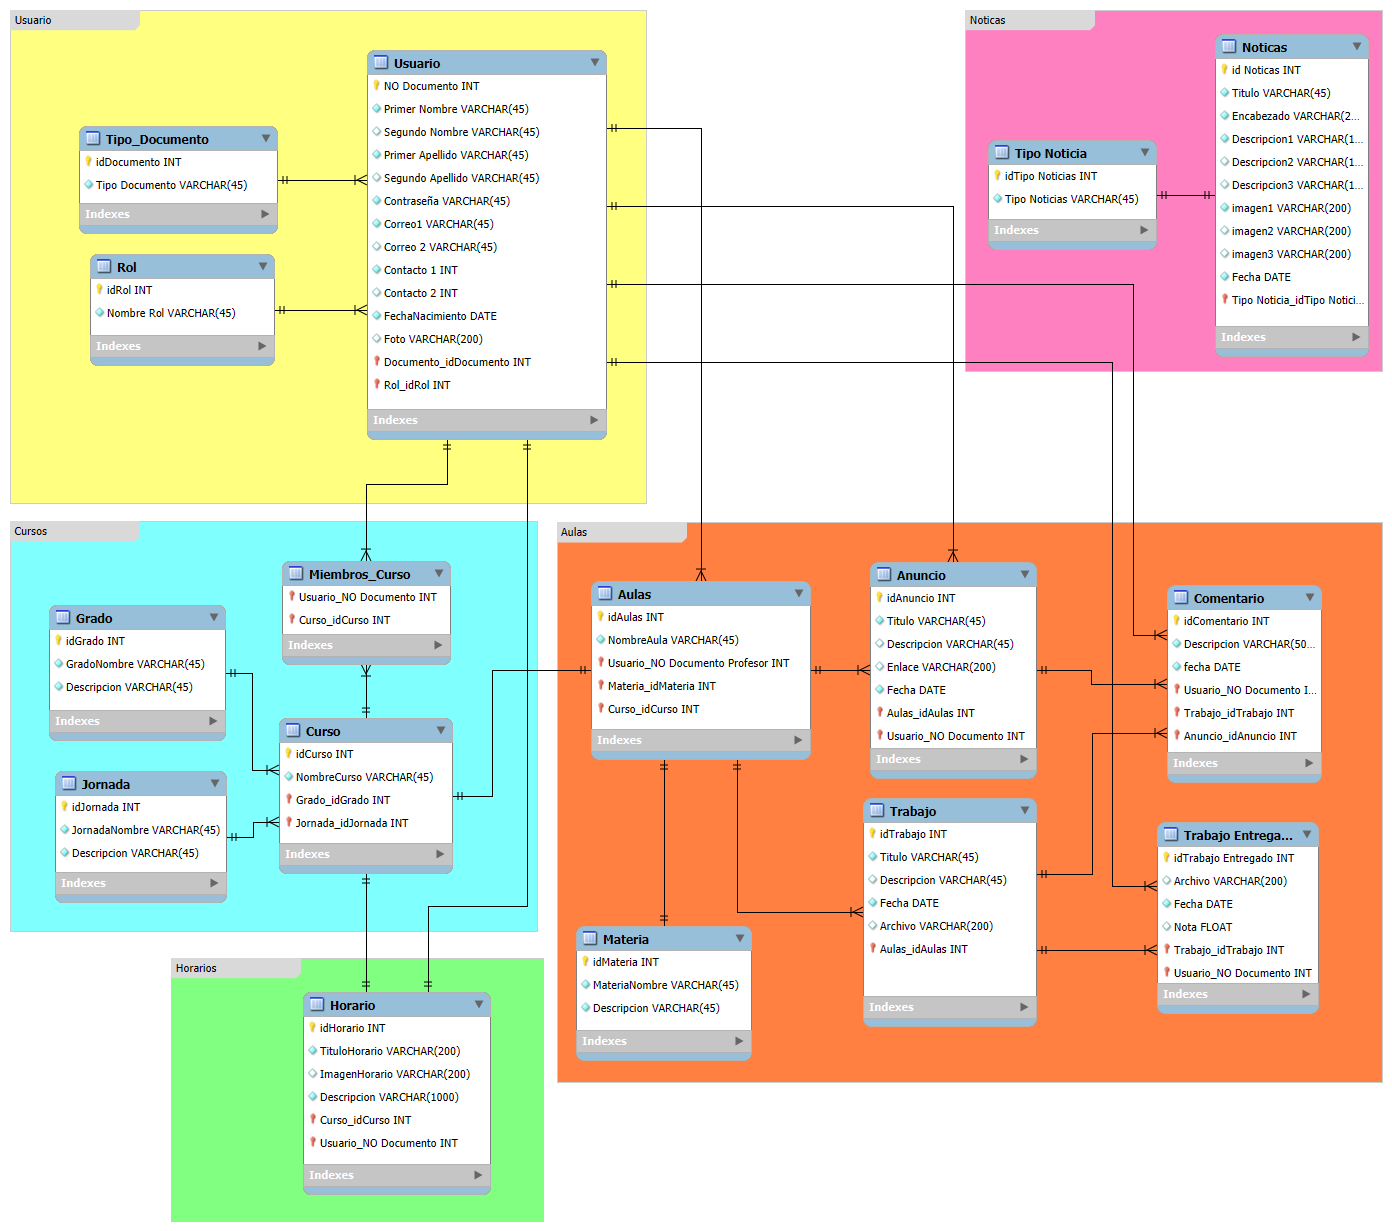 Usuario
Usuario
NO Documento INT
Primer Nombre VARCHAR(45)
Segundo Nombre VARCHAR(45)
Primer Apellido VARCHAR(45)
Segundo Apellido VARCHAR(45)
Contraseña VARCHAR(45)
Correo1 VARCHAR(45)
Correo 2 VARCHAR(45)
Contacto 1 INT
Contacto 2 INT
FechaNacimiento DATE
Foto VARCHAR(200)
Documento_idDocumento INT
Rol_idRol INT
Indexes
Tipo_Documento
idDocumento INT
Tipo Documento VARCHAR(45)
Indexes
Rol
idRol INT
Nombre Rol VARCHAR(45)
Indexes
Noticas
Noticas
id Noticas INT
Titulo VARCHAR(45)
Encabezado VARCHAR(2...
Descripcion1 VARCHAR(1...
Descripcion2 VARCHAR(1...
Descripcion3 VARCHAR(1...
imagen1 VARCHAR(200)
imagen2 VARCHAR(200)
imagen3 VARCHAR(200)
Fecha DATE
Tipo Noticia_idTipo Notici...
Indexes
Tipo Noticia
idTipo Noticias INT
Tipo Noticias VARCHAR(45)
Indexes
Cursos
Miembros_Curso
Usuario_NO Documento INT
Curso_idCurso INT
Indexes
Grado
idGrado INT
GradoNombre VARCHAR(45)
Descripcion VARCHAR(45)
Indexes
Curso
idCurso INT
NombreCurso VARCHAR(45)
Grado_idGrado INT
Jornada_idJornada INT
Indexes
Jornada
idJornada INT
JornadaNombre VARCHAR(45)
Descripcion VARCHAR(45)
Indexes
Aulas
Aulas
idAulas INT
NombreAula VARCHAR(45)
Usuario_NO Documento Profesor INT
Materia_idMateria INT
Curso_idCurso INT
Indexes
Anuncio
idAnuncio INT
Titulo VARCHAR(45)
Descripcion VARCHAR(45)
Enlace VARCHAR(200)
Fecha DATE
Aulas_idAulas INT
Usuario_NO Documento INT
Indexes
Comentario
idComentario INT
Descripcion VARCHAR(50...
fecha DATE
Usuario_NO Documento I...
Trabajo_idTrabajo INT
Anuncio_idAnuncio INT
Indexes
Trabajo
idTrabajo INT
Titulo VARCHAR(45)
Descripcion VARCHAR(45)
Fecha DATE
Archivo VARCHAR(200)
Aulas_idAulas INT
Indexes
Trabajo Entrega...
idTrabajo Entregado INT
Archivo VARCHAR(200)
Fecha DATE
Nota FLOAT
Trabajo_idTrabajo INT
Usuario_NO Documento INT
Indexes
Materia
idMateria INT
MateriaNombre VARCHAR(45)
Descripcion VARCHAR(45)
Indexes
Horarios
Horario
idHorario INT
TituloHorario VARCHAR(200)
ImagenHorario VARCHAR(200)
Descripcion VARCHAR(1000)
Curso_idCurso INT
Usuario_NO Documento INT
Indexes